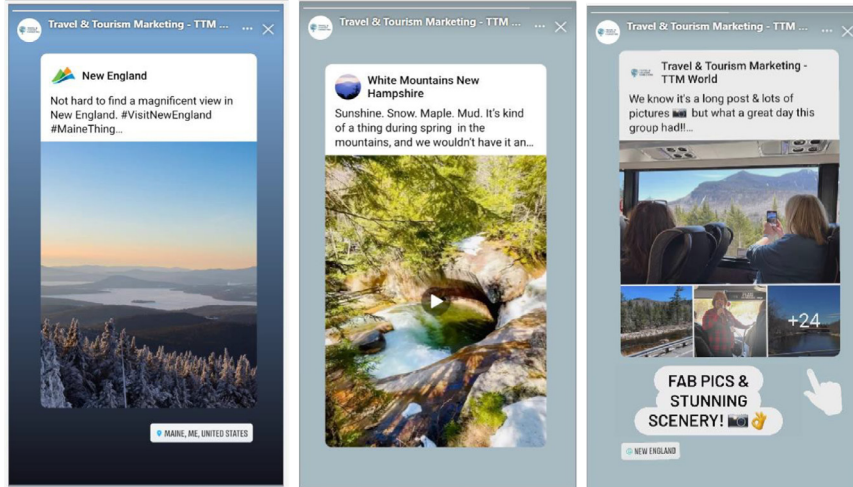 Travel & Tourism Marketing - TTM ...
New England
Not hard to find a magnificent view in
New England. #VisitNewEngland
#MaineThing...
MAINE, ME, UNITED STATES
Travel & Tourism Marketing - TTM ...
White Mountains New
Hampshire
Sunshine. Snow. Maple. Mud. It's kind
of a thing during spring in the
mountains, and we wouldn't have it an...
Travel & Tourism Marketing - TTM ...
Travel & Tourism Marketing -
TTM World
We know it's a long post & lots of
pictures 📷 but what a great day this
group had!!...
+24
FAB PICS &
STUNNING
SCENERY! 📷👌
NEW ENGLAND